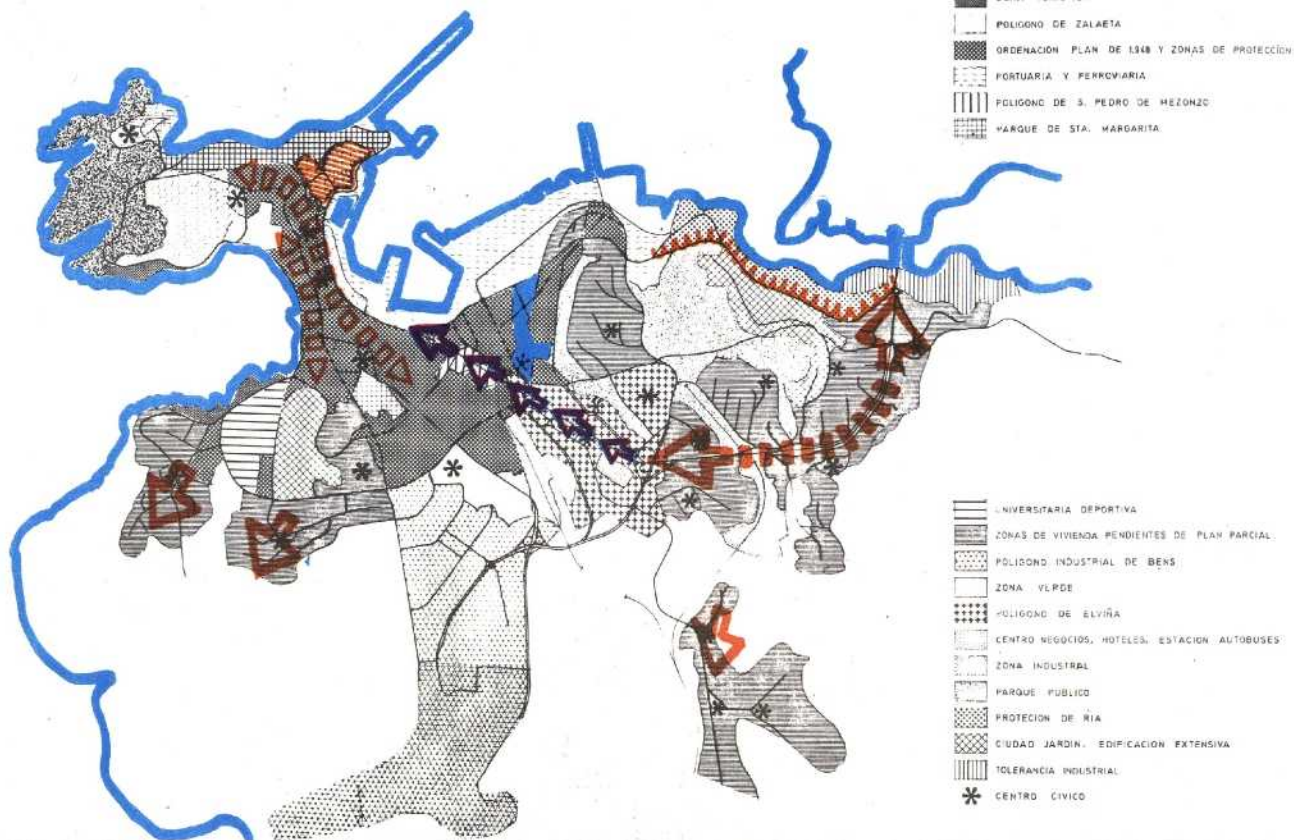 POLIGONO DE ZALAETA
ORDENACION PLAN DE 1.948 Y ZONAS DE PROTECCIÓN
PORTUARIA Y FERROVIARIA
POLIGONO DE S. PEDRO DE MEZONZO
PARQUE DE STA. MARGARITA
UNIVERSITARIA DEPORTIVA
ZONAS DE VIVIENDA PENDIENTES DE PLAN PARCIAL
POLIGONO INDUSTRIAL DE BENS
ZONA VERDE
POLIGONO DE ELVIÑA
CENTRO NEGOCIOS, HOTELES, ESTACION AUTOBUSES
ZONA INDUSTRIAL
PARQUE PUBLICO
PROTECION DE RIA
CIUDAD JARDIN. EDIFICACION EXTENSIVA
TOLERANCIA INDUSTRIAL
CENTRO CIVICO